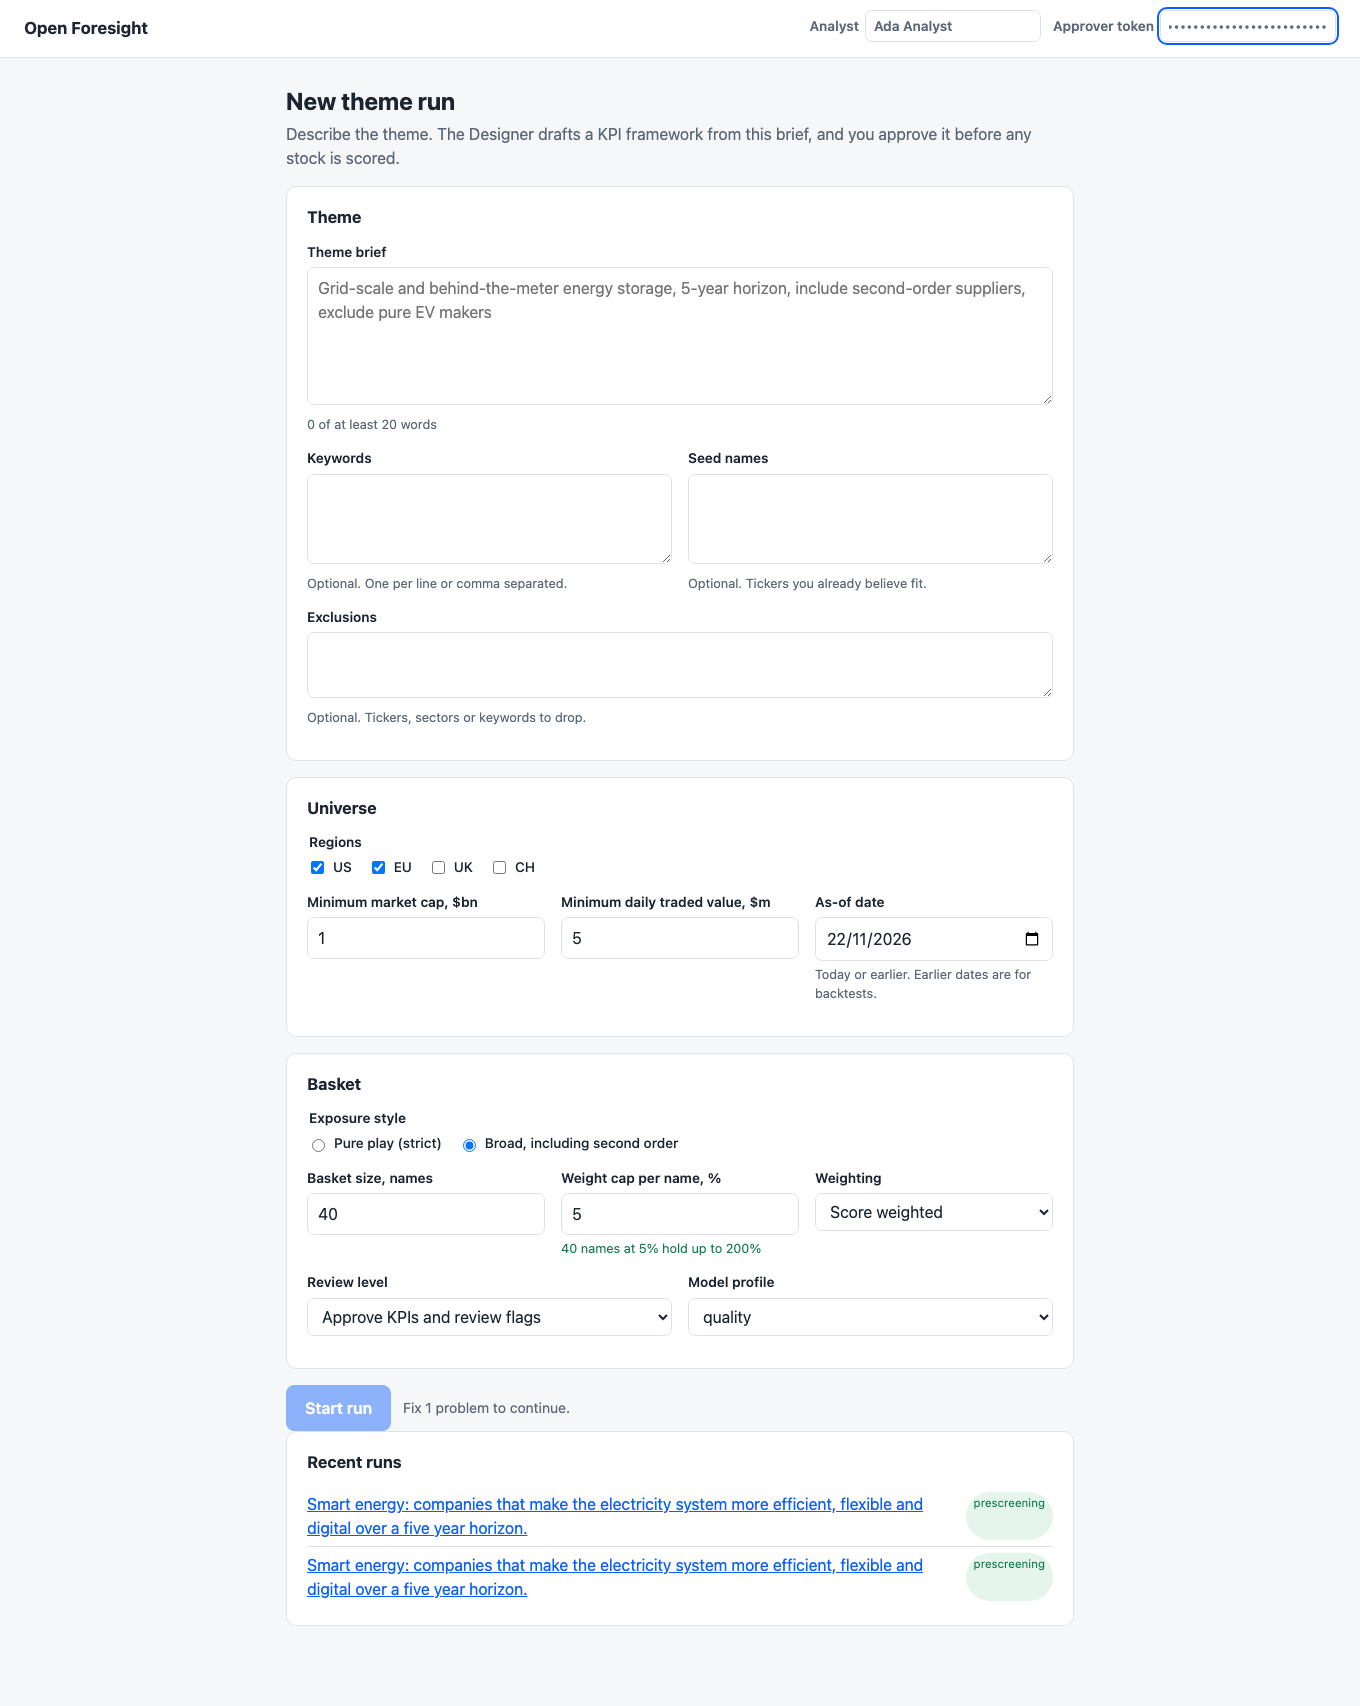 Open Foresight
Analyst
Ada Analyst
Approver token
•••••••••••••••••••••••••
New theme run
Describe the theme. The Designer drafts a KPI framework from this brief, and you approve it before any
stock is scored.
Theme
Theme brief
Grid-scale and behind-the-meter energy storage, 5-year horizon, include second-order suppliers,
exclude pure EV makers
0 of at least 20 words
Keywords
Seed names
Optional. One per line or comma separated.
Optional. Tickers you already believe fit.
Exclusions
Optional. Tickers, sectors or keywords to drop.
Universe
Regions
US
EU
UK
CH
Minimum market cap, $bn
Minimum daily traded value, $m
As-of date
1
5
22/11/2026
Today or earlier. Earlier dates are for
backtests.
Basket
Exposure style
Pure play (strict)
Broad, including second order
Basket size, names
Weight cap per name, %
Weighting
40
5
Score weighted
40 names at 5% hold up to 200%
Review level
Model profile
Approve KPIs and review flags
quality
Start run
Fix 1 problem to continue.
Recent runs
Smart energy: companies that make the electricity system more efficient, flexible and
digital over a five year horizon.
prescreening
Smart energy: companies that make the electricity system more efficient, flexible and
digital over a five year horizon.
prescreening